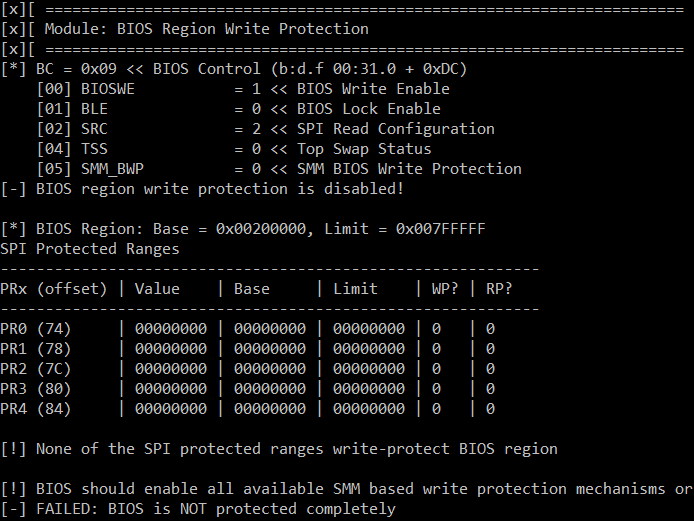 [x][ =======================================================================
[x][ Module: BIOS Region Write Protection
[x][ =======================================================================
[*] BC = 0x09 << BIOS Control (b:d.f 00:31.0 + 0xDC)
    [00] BIOSWE           = 1 << BIOS Write Enable
    [01] BLE              = 0 << BIOS Lock Enable
    [02] SRC              = 2 << SPI Read Configuration
    [04] TSS              = 0 << Top Swap Status
    [05] SMM_BWP          = 0 << SMM BIOS Write Protection
[-] BIOS region write protection is disabled!

[*] BIOS Region: Base = 0x00200000, Limit = 0x007FFFFF
SPI Protected Ranges
------------------------------------------------------------
PRx (offset) | Value    | Base     | Limit    | WP? | RP?
------------------------------------------------------------
PR0 (74)     | 00000000 | 00000000 | 00000000 | 0   | 0
PR1 (78)     | 00000000 | 00000000 | 00000000 | 0   | 0
PR2 (7C)     | 00000000 | 00000000 | 00000000 | 0   | 0
PR3 (80)     | 00000000 | 00000000 | 00000000 | 0   | 0
PR4 (84)     | 00000000 | 00000000 | 00000000 | 0   | 0

[!] None of the SPI protected ranges write-protect BIOS region

[!] BIOS should enable all available SMM based write protection mechanisms or
[-] FAILED: BIOS is NOT protected completely